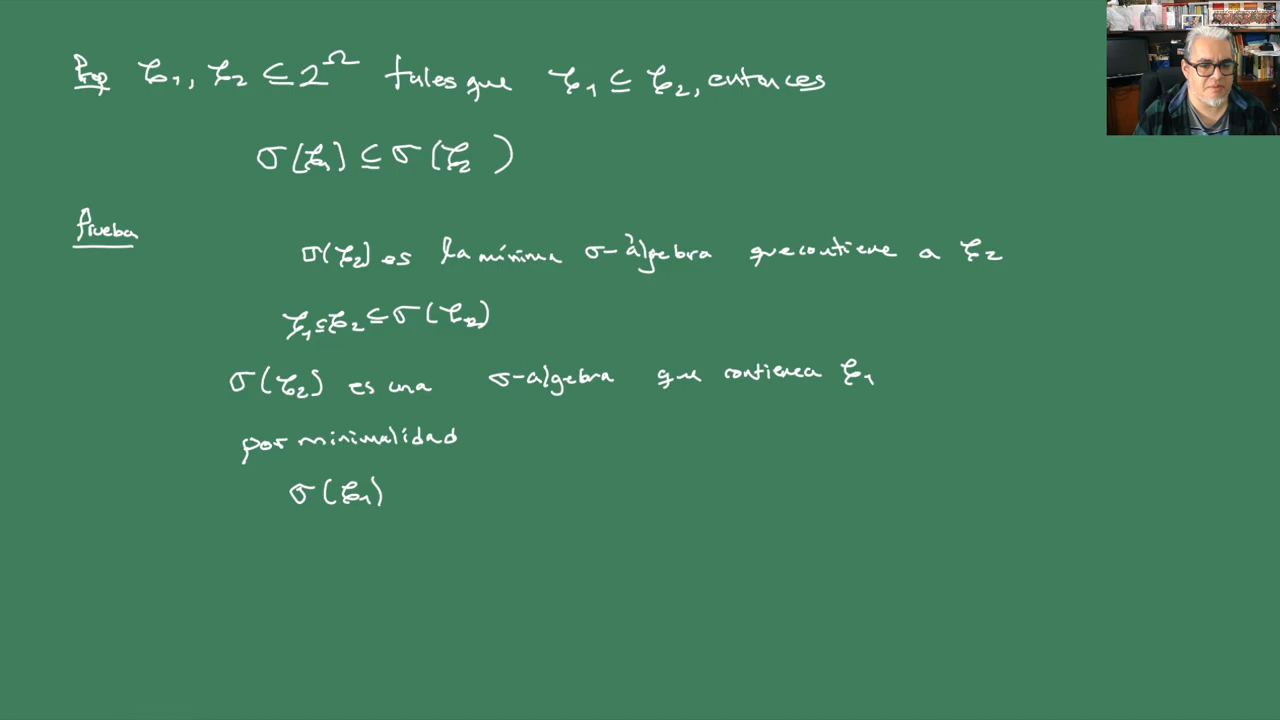 Prop 𝒞₁, 𝒞₂ ⊆ 2^Ω tales que 𝒞₁ ⊆ 𝒞₂, entonces
σ(𝒞₁) ⊆ σ(𝒞₂)
Prueba
σ(𝒞₂) es la mínima σ-álgebra que contiene a 𝒞₂
𝒞₁ ⊆ 𝒞₂ ⊆ σ(𝒞₂)
σ(𝒞₂) es una σ-álgebra que contiene a 𝒞₁
por minimalidad
σ(𝒞₁)